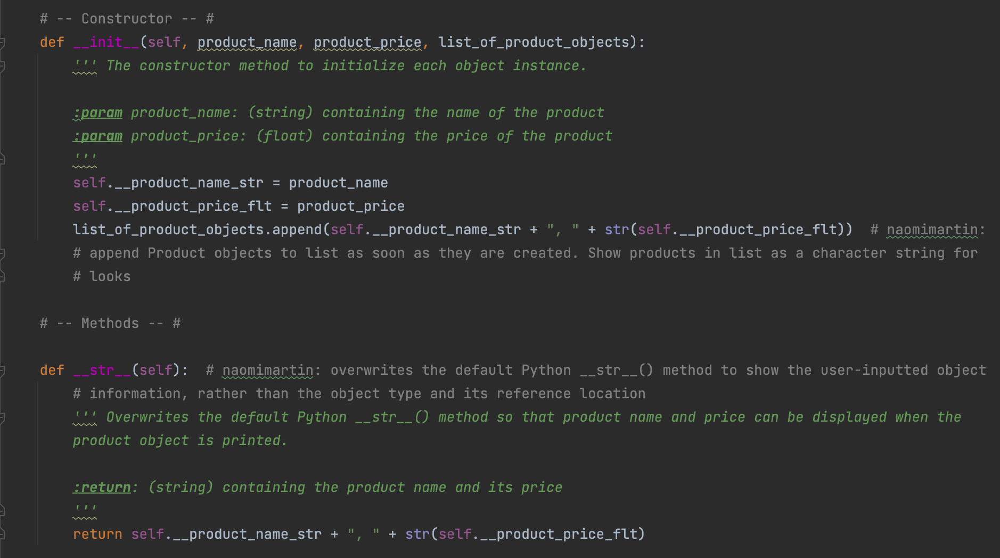 # -- Constructor -- #
def __init__(self, product_name, product_price, list_of_product_objects):
''' The constructor method to initialize each object instance.
:param product_name: (string) containing the name of the product
:param product_price: (float) containing the price of the product
'''
self.__product_name_str = product_name
self.__product_price_flt = product_price
list_of_product_objects.append(self.__product_name_str + ", " + str(self.__product_price_flt))  # naomimartin:
# append Product objects to list as soon as they are created. Show products in list as a character string for
# looks
# -- Methods -- #
def __str__(self):  # naomimartin: overwrites the default Python __str__() method to show the user-inputted object
# information, rather than the object type and its reference location
''' Overwrites the default Python __str__() method so that product name and price can be displayed when the
product object is printed.
:return: (string) containing the product name and its price
'''
return self.__product_name_str + ", " + str(self.__product_price_flt)